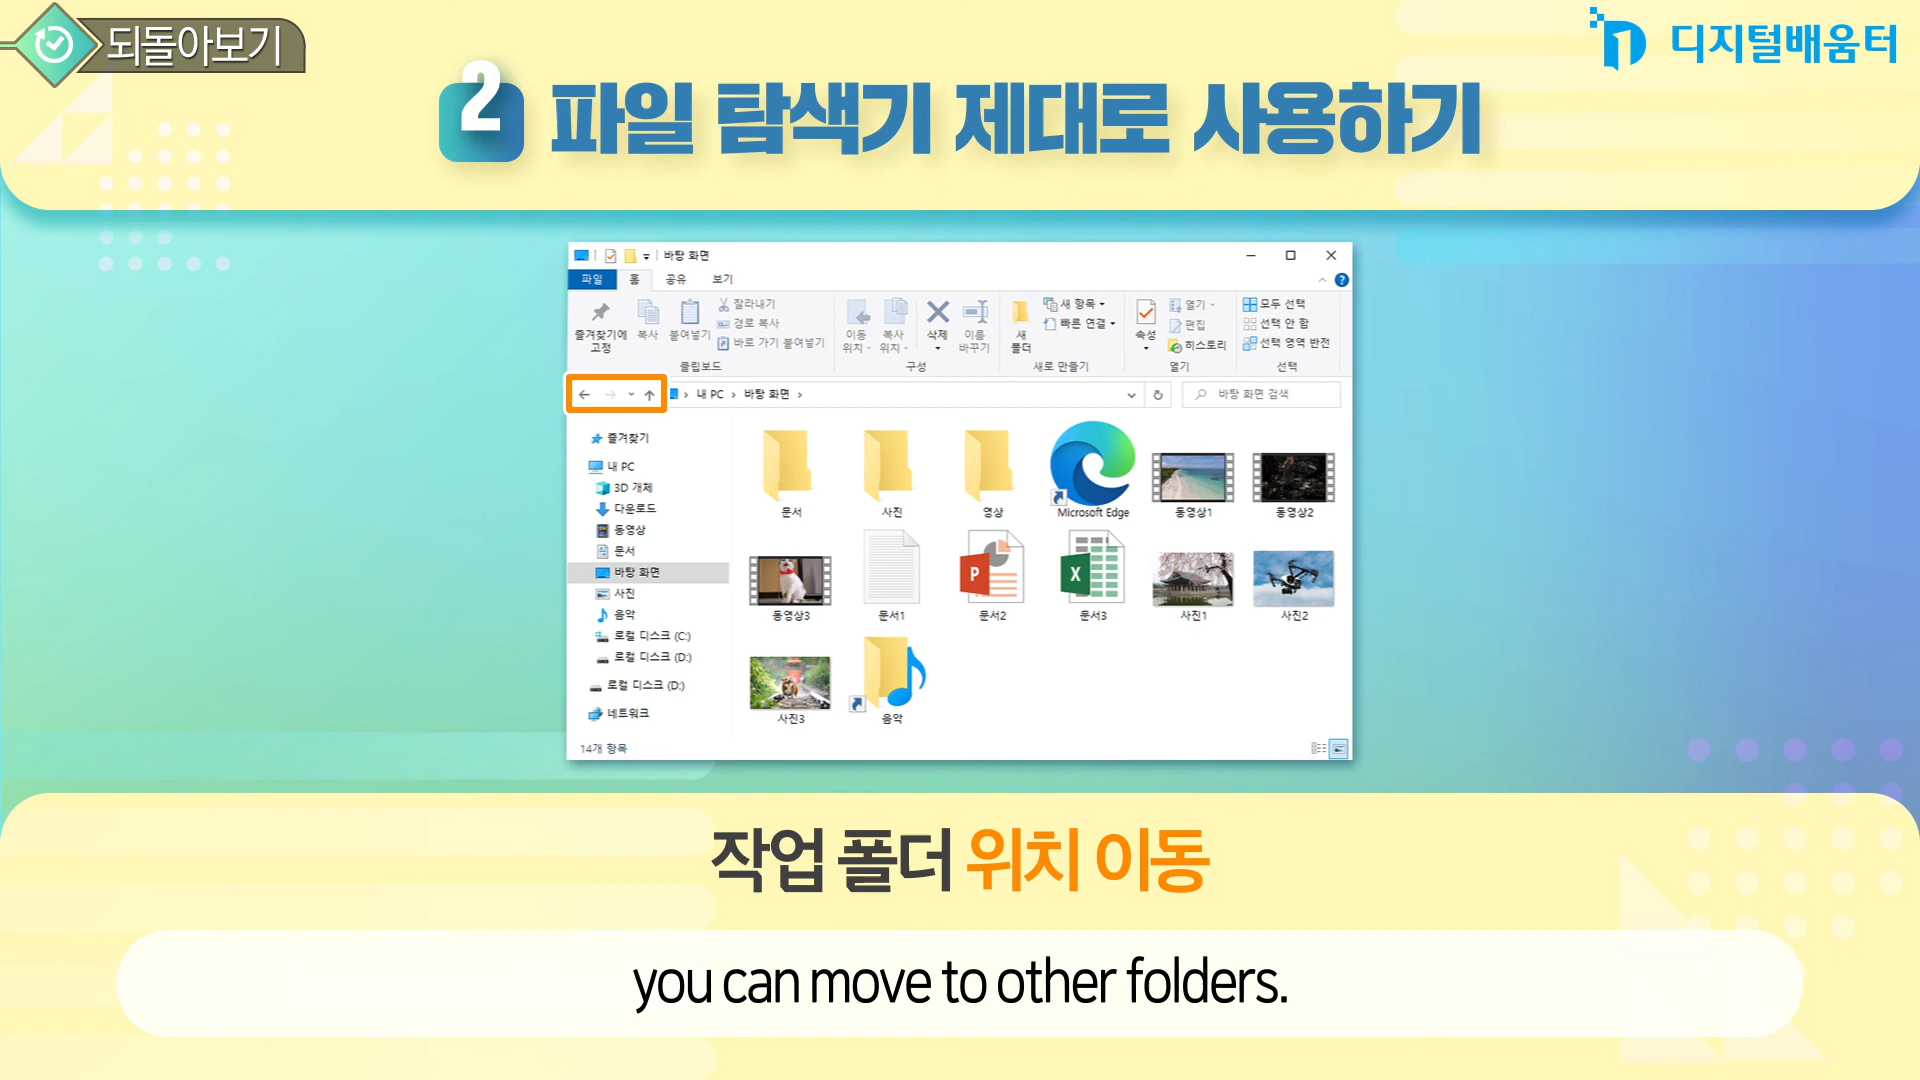 되돌아보기
디지털배움터
2 파일 탐색기 제대로 사용하기
바탕 화면
파일 홈 공유 보기
즐겨찾기에 고정
복사
붙여넣기
잘라내기
경로 복사
바로 가기 붙여넣기
클립보드
이동 위치
복사 위치
삭제
이름 바꾸기
구성
새 폴더
새 항목
빠른 연결
새로 만들기
속성
열기
편집
히스토리
열기
모두 선택
선택 안 함
선택 영역 반전
선택
내 PC > 바탕 화면 >
바탕 화면 검색
즐겨찾기
내 PC
3D 개체
다운로드
동영상
문서
바탕 화면
사진
음악
로컬 디스크 (C:)
로컬 디스크 (D:)
로컬 디스크 (D:)
네트워크
문서
사진
영상
Microsoft Edge
동영상1
동영상2
동영상3
문서1
문서2
문서3
사진1
사진2
사진3
음악
14개 항목
작업 폴더 위치 이동
you can move to other folders.